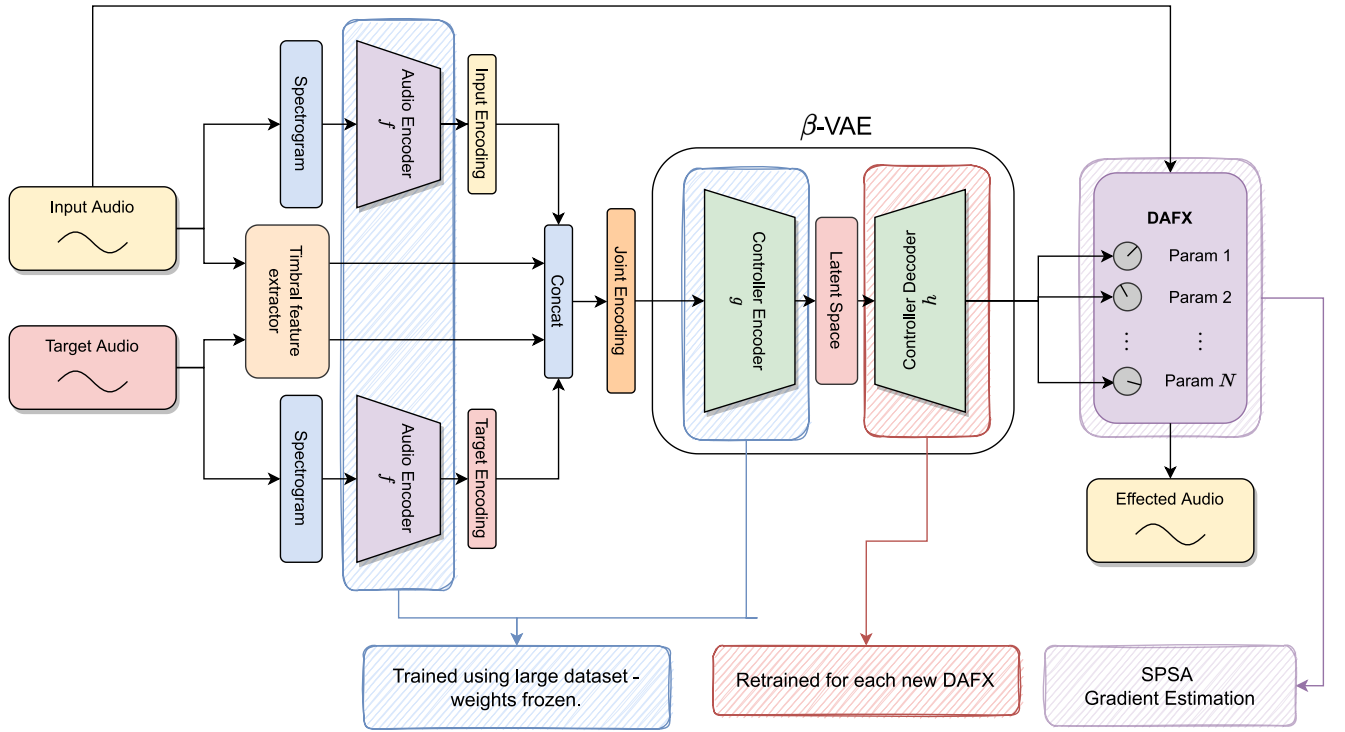 β-VAE
Input Audio
Target Audio
Spectrogram
Audio Encoder
f
Input Encoding
Timbral feature
extractor
Spectrogram
Audio Encoder
f
Target Encoding
Concat
Joint Encoding
Controller Encoder
g
Latent Space
Controller Decoder
h
DAFX
Param 1
Param 2
⋮ ⋮
Param N
Effected Audio
Trained using large dataset -
weights frozen.
Retrained for each new DAFX
SPSA
Gradient Estimation